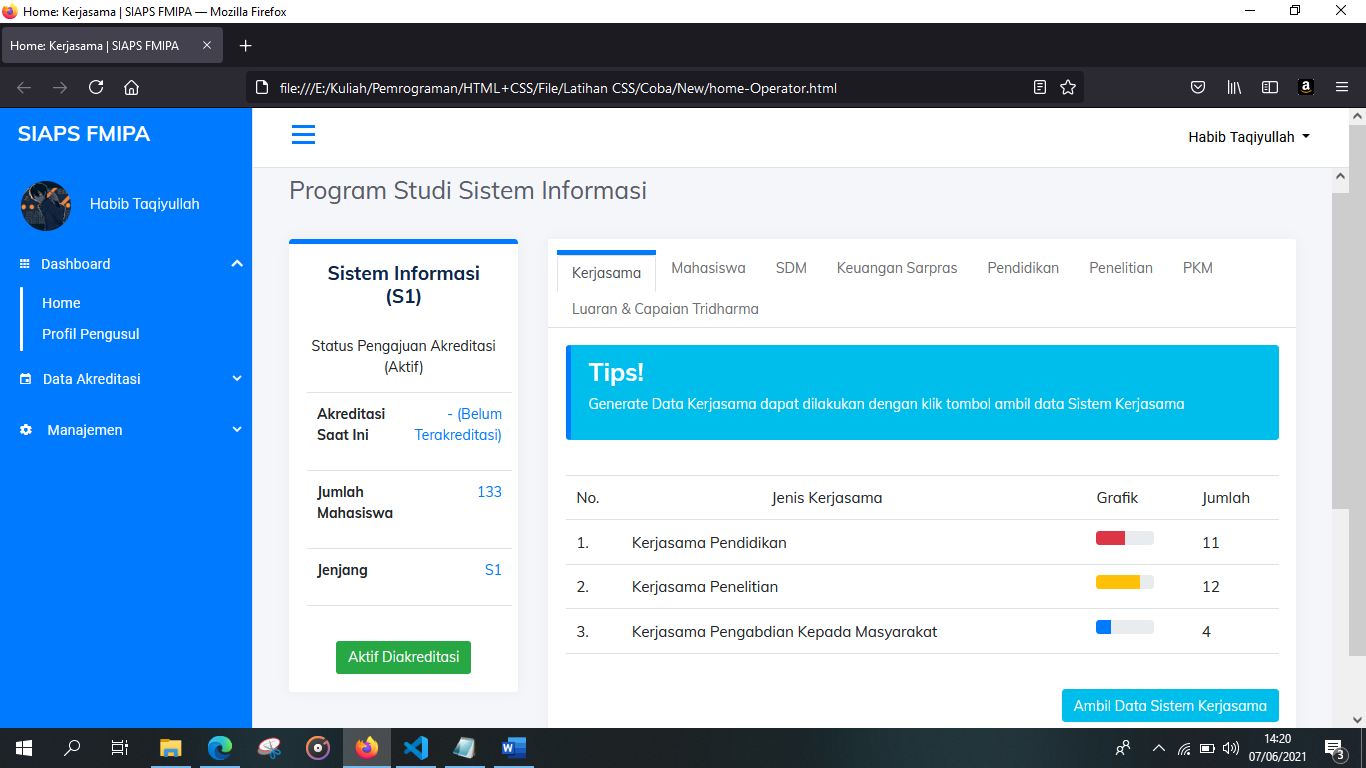 Home: Kerjasama | SIAPS FMIPA — Mozilla Firefox
Home: Kerjasama | SIAPS FMIPA
file:///E:/Kuliah/Pemrograman/HTML+CSS/File/Latihan CSS/Coba/New/home-Operator.html
SIAPS FMIPA
Habib Taqiyullah
Habib Taqiyullah
Dashboard
Home
Profil Pengusul
Data Akreditasi
Manajemen
Program Studi Sistem Informasi
Sistem Informasi
(S1)
Status Pengajuan Akreditasi
(Aktif)
Akreditasi - (Belum
Saat Ini Terakreditasi)
Jumlah 133
Mahasiswa
Jenjang S1
Aktif Diakreditasi
Kerjasama Mahasiswa SDM Keuangan Sarpras Pendidikan Penelitian PKM
Luaran & Capaian Tridharma
Tips!
Generate Data Kerjasama dapat dilakukan dengan klik tombol ambil data Sistem Kerjasama
No. Jenis Kerjasama Grafik Jumlah
1. Kerjasama Pendidikan 11
2. Kerjasama Penelitian 12
3. Kerjasama Pengabdian Kepada Masyarakat 4
Ambil Data Sistem Kerjasama
14:20
07/06/2021
3